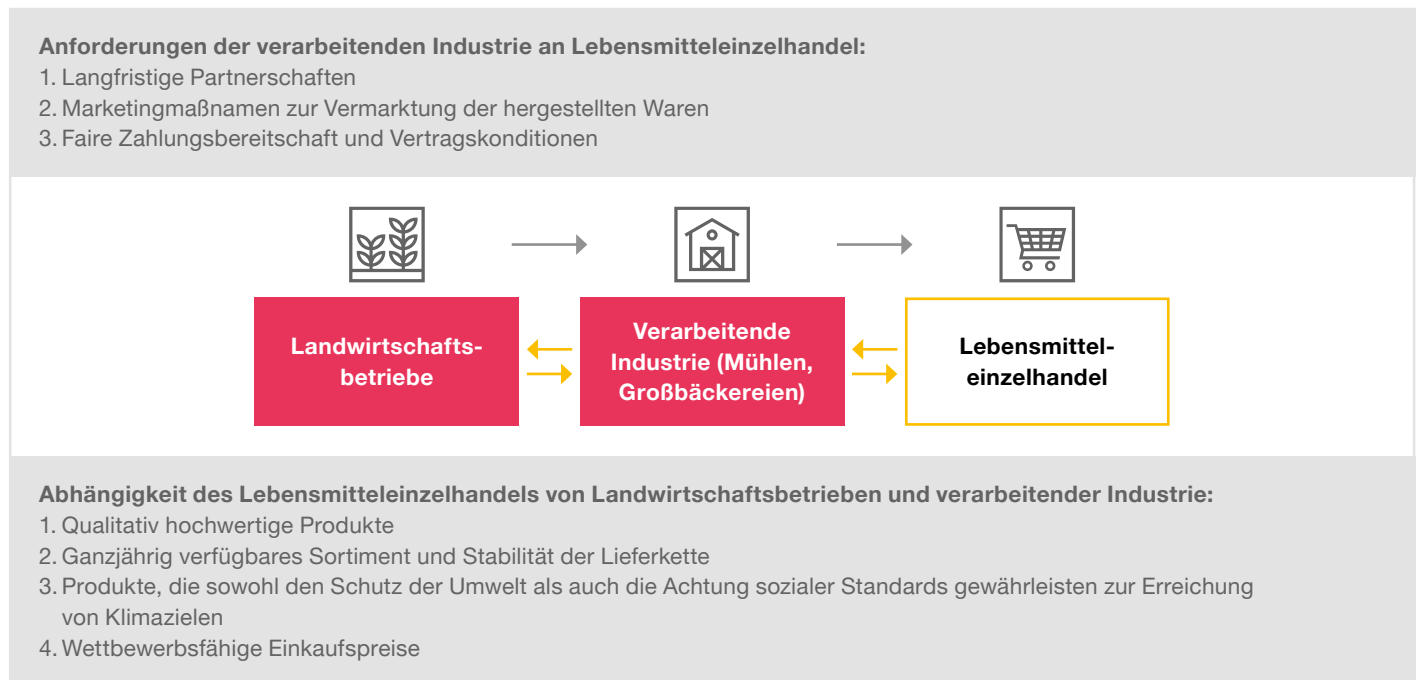 Anforderungen der verarbeitenden Industrie an Lebensmitteleinzelhandel:
1. Langfristige Partnerschaften
2. Marketingmaßnamen zur Vermarktung der hergestellten Waren
3. Faire Zahlungsbereitschaft und Vertragskonditionen
Landwirtschafts-
betriebe
Verarbeitende
Industrie (Mühlen,
Großbäckereien)
Lebensmittel-
einzelhandel
Abhängigkeit des Lebensmitteleinzelhandels von Landwirtschaftsbetrieben und verarbeitender Industrie:
1. Qualitativ hochwertige Produkte
2. Ganzjährig verfügbares Sortiment und Stabilität der Lieferkette
3. Produkte, die sowohl den Schutz der Umwelt als auch die Achtung sozialer Standards gewährleisten zur Erreichung
von Klimazielen
4. Wettbewerbsfähige Einkaufspreise